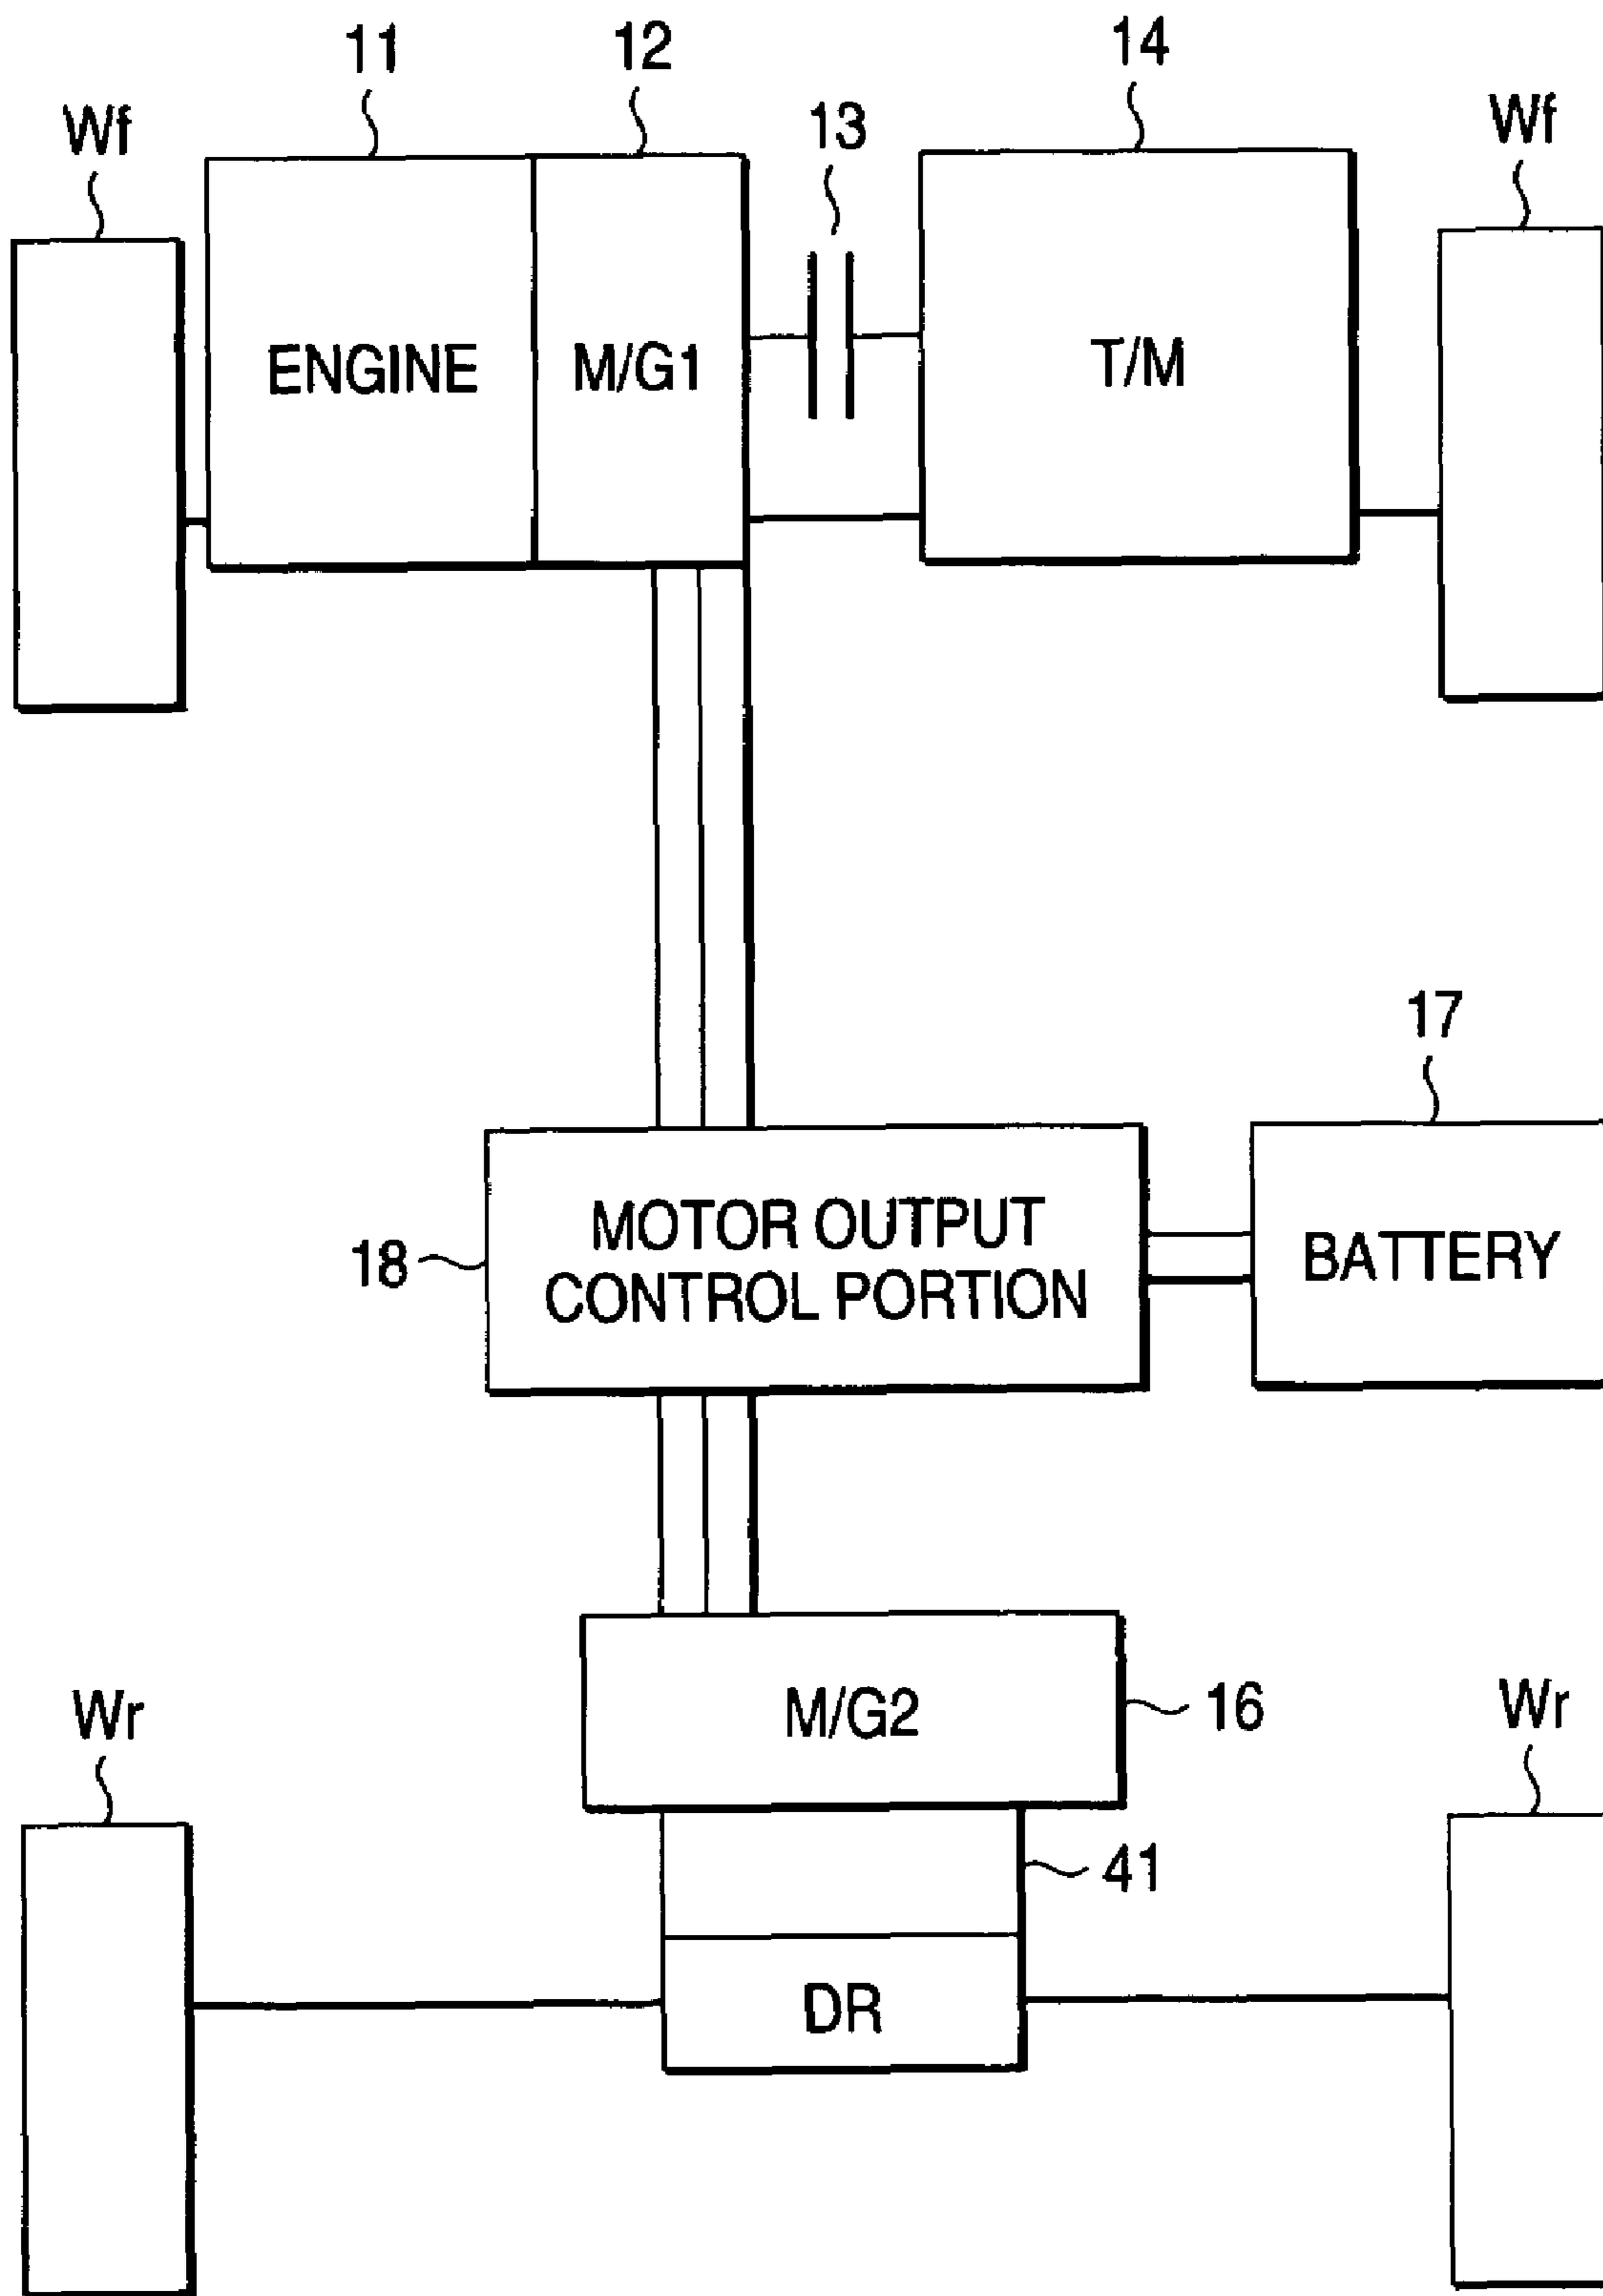 11
12
14
Wf
13
Wf
ENGINE
M/G1
T/M
17
18
MOTOR OUTPUT
CONTROL PORTION
BATTERY
Wr
M/G2
16
Wr
41
DR